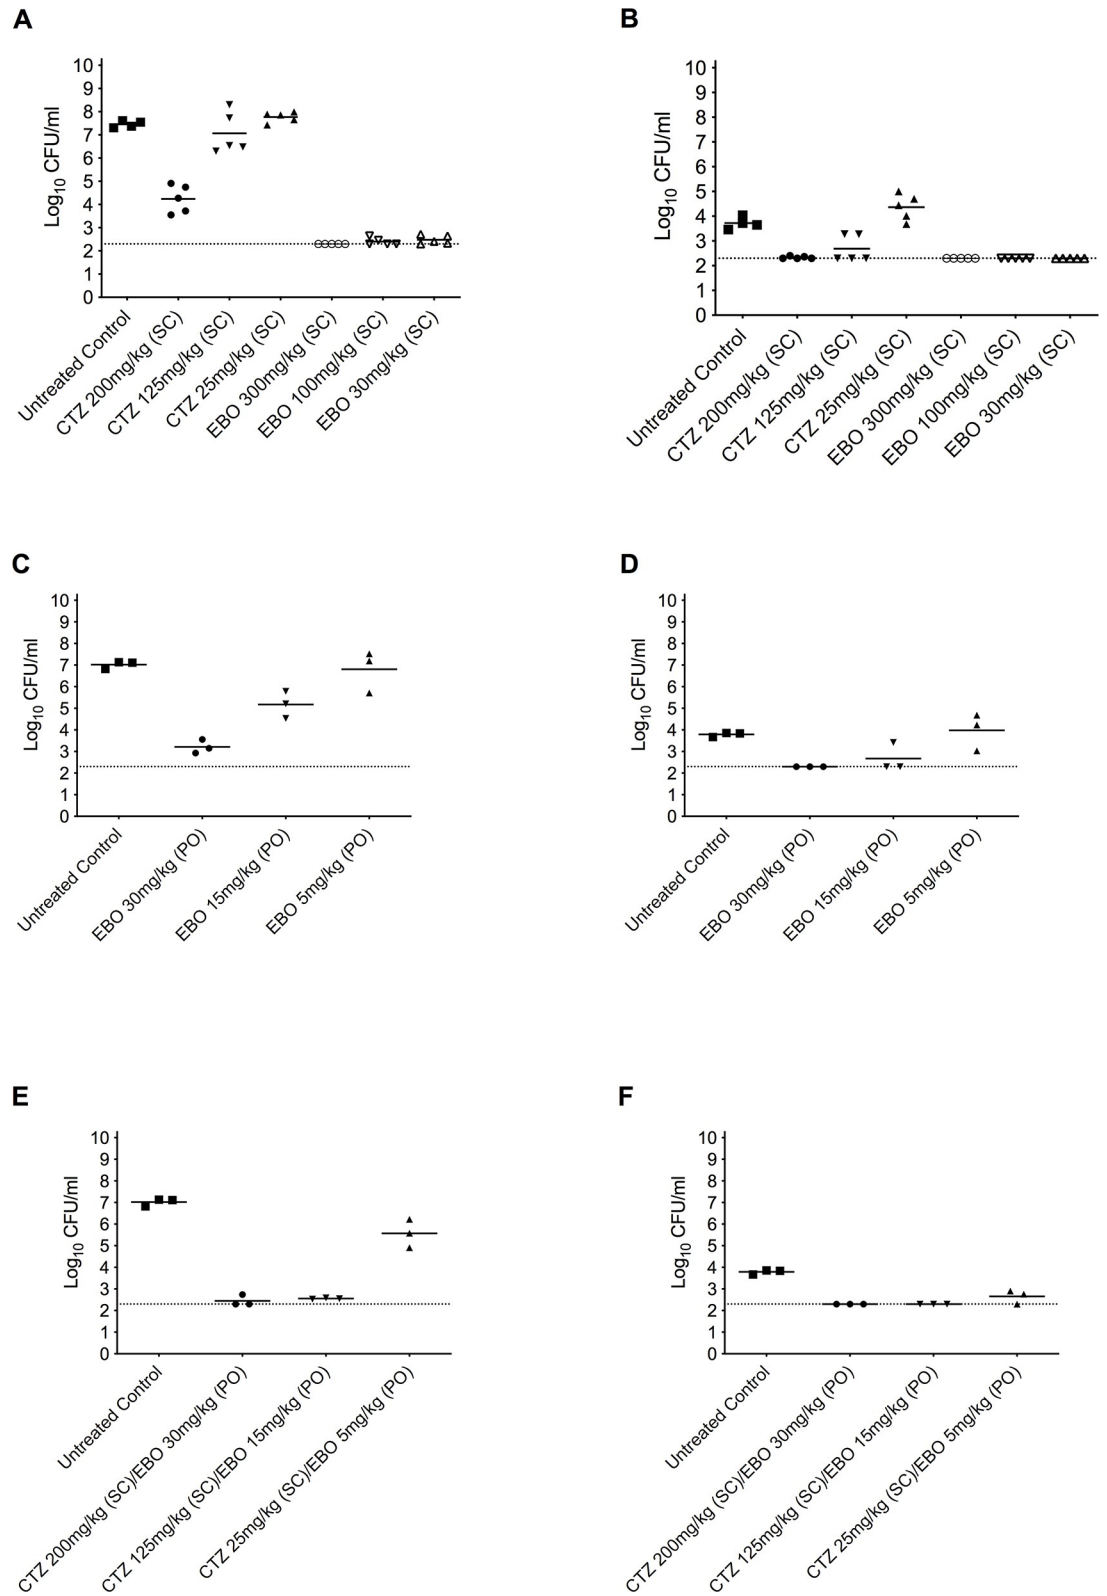 A
Log10 CFU/ml
10
9
8
7
6
5
4
3
2
1
0
Untreated Control
CTZ 200mg/kg (SC)
CTZ 125mg/kg (SC)
CTZ 25mg/kg (SC)
EBO 300mg/kg (SC)
EBO 100mg/kg (SC)
EBO 30mg/kg (SC)
B
Log10 CFU/ml
10
9
8
7
6
5
4
3
2
1
0
Untreated Control
CTZ 200mg/kg (SC)
CTZ 125mg/kg (SC)
CTZ 25mg/kg (SC)
EBO 300mg/kg (SC)
EBO 100mg/kg (SC)
EBO 30mg/kg (SC)
C
Log10 CFU/ml
10
9
8
7
6
5
4
3
2
1
0
Untreated Control
EBO 30mg/kg (PO)
EBO 15mg/kg (PO)
EBO 5mg/kg (PO)
D
Log10 CFU/ml
10
9
8
7
6
5
4
3
2
1
0
Untreated Control
EBO 30mg/kg (PO)
EBO 15mg/kg (PO)
EBO 5mg/kg (PO)
E
Log10 CFU/ml
10
9
8
7
6
5
4
3
2
1
0
Untreated Control
CTZ 200mg/kg (SC)/EBO 30mg/kg (PO)
CTZ 125mg/kg (SC)/EBO 15mg/kg (PO)
CTZ 25mg/kg (SC)/EBO 5mg/kg (PO)
F
Log10 CFU/ml
10
9
8
7
6
5
4
3
2
1
0
Untreated Control
CTZ 200mg/kg (SC)/EBO 30mg/kg (PO)
CTZ 125mg/kg (SC)/EBO 15mg/kg (PO)
CTZ 25mg/kg (SC)/EBO 5mg/kg (PO)